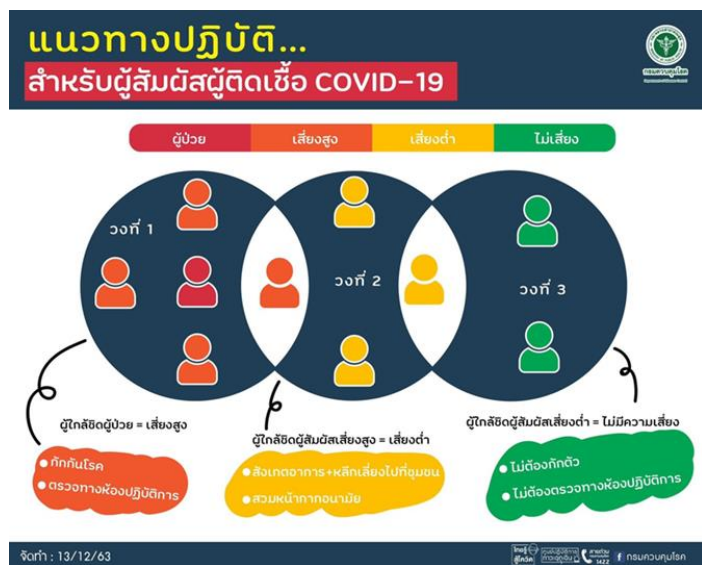 แนวทางปฏิบัติ...
สำหรับผู้สัมผัสผู้ติดเชื้อ COVID-19
กรมควบคุมโรค
ผู้ป่วย
เสี่ยงสูง
เสี่ยงต่ำ
ไม่เสี่ยง
วงที่ 1
วงที่ 2
วงที่ 3
ผู้ใกล้ชิดผู้ป่วย = เสี่ยงสูง
กักกันโรค
ตรวจทางห้องปฏิบัติการ
ผู้ใกล้ชิดผู้สัมผัสเสี่ยงสูง = เสี่ยงต่ำ
สังเกตอาการ+หลีกเลี่ยงไปที่ชุมชน
สวมหน้ากากอนามัย
ผู้ใกล้ชิดผู้สัมผัสเสี่ยงต่ำ = ไม่มีความเสี่ยง
ไม่ต้องกักตัว
ไม่ต้องตรวจทางห้องปฏิบัติการ
จัดทำ : 13/12/63
ไทยรู้
สู้โควิด
1422
กรมควบคุมโรค